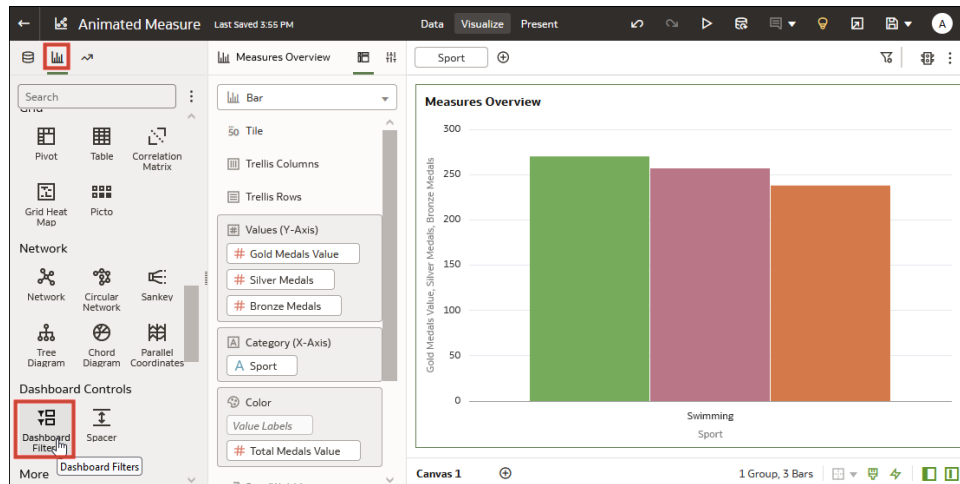 Animated Measure
Last Saved 3:55 PM
Data
Visualize
Present
A
Search
Grid
Pivot
Table
Correlation
Matrix
Grid Heat
Map
Picto
Network
Network
Circular
Network
Sankey
Tree
Diagram
Chord
Diagram
Parallel
Coordinates
Dashboard Controls
Dashboard
Filters
Spacer
Dashboard Filters
More
Measures Overview
Bar
50 Tile
Trellis Columns
Trellis Rows
# Values (Y-Axis)
# Gold Medals Value
# Silver Medals
# Bronze Medals
A Category (X-Axis)
A Sport
Color
Value Labels
# Total Medals Value
Sport
Measures Overview
300
250
200
150
100
50
0
Gold Medals Value, Silver Medals, Bronze Medals
Swimming
Sport
Canvas 1
1 Group, 3 Bars